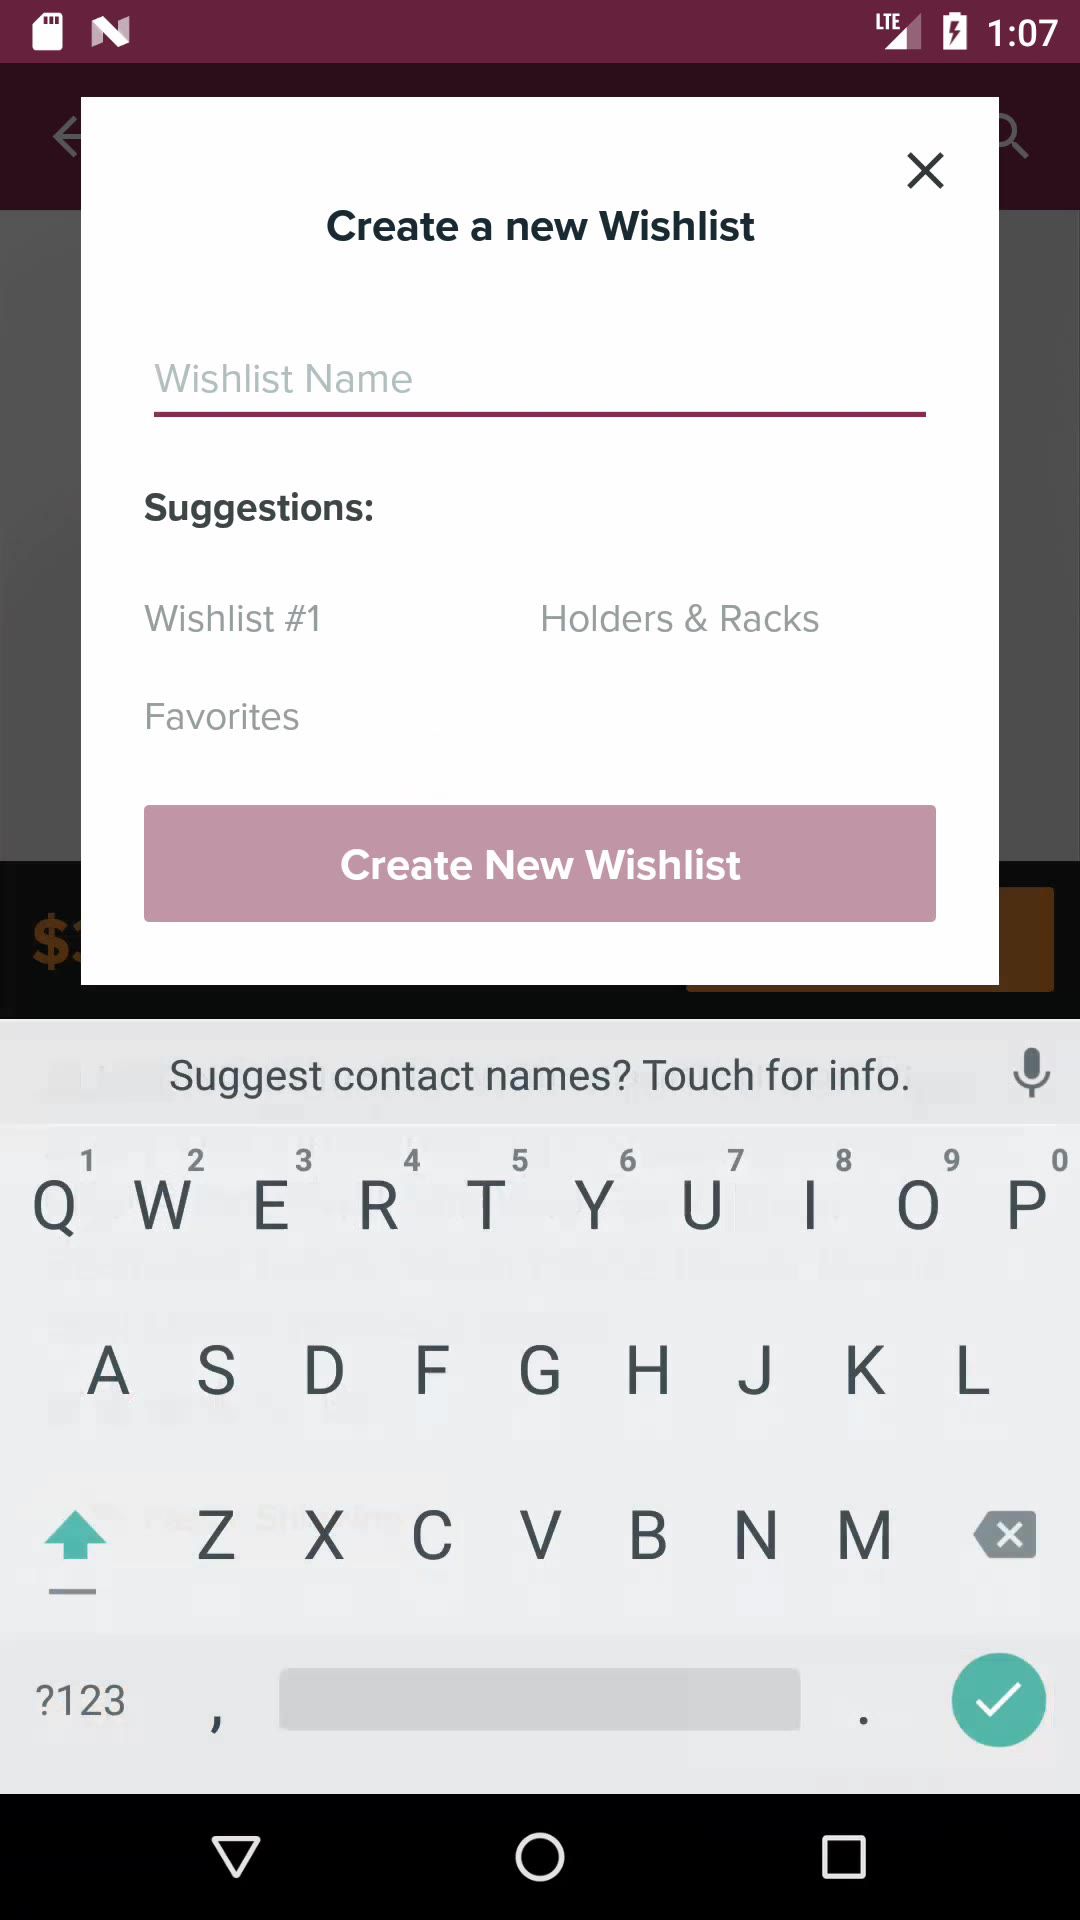 LTE 1:07
Create a new Wishlist
Wishlist Name
Suggestions:
Wishlist #1 Holders & Racks
Favorites
Create New Wishlist
$
Suggest contact names? Touch for info.
1 2 3 4 5 6 7 8 9 0
Q W E R T Y U I O P
A S D F G H J K L
Z X C V B N M
?123 , .